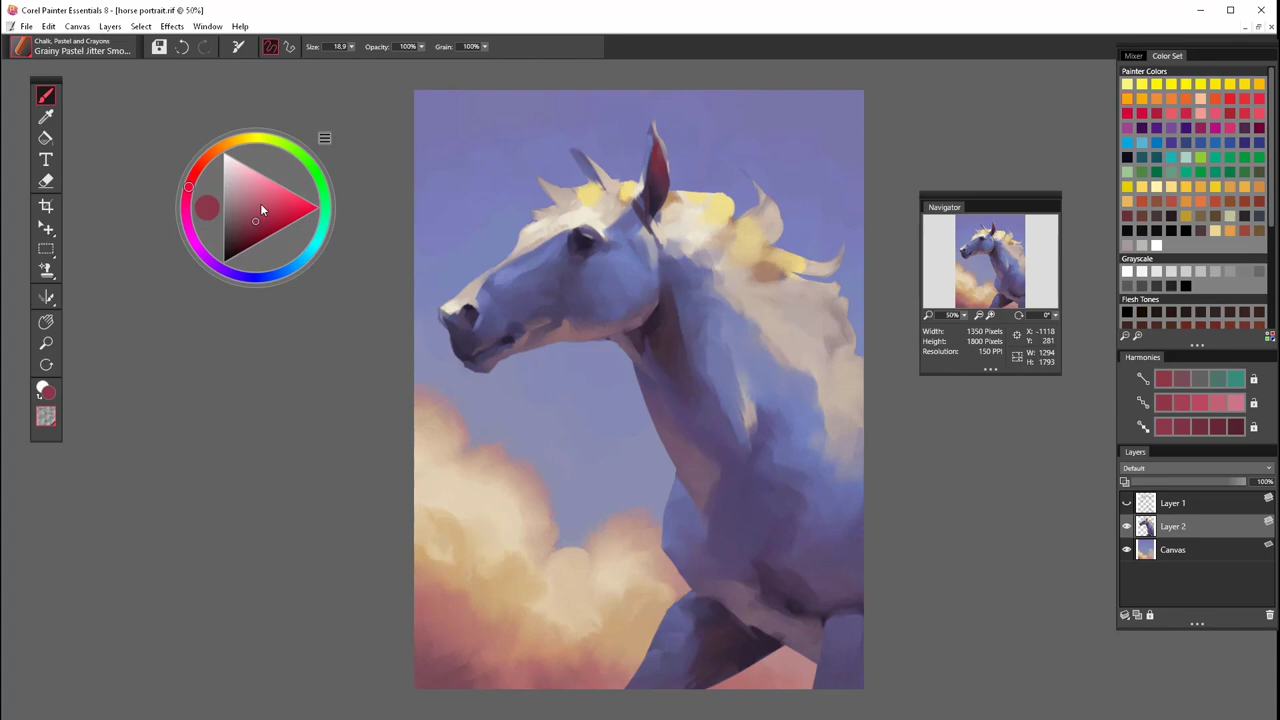 Corel Painter Essentials 8 - [horse portrait.rif @ 50%]
File Edit Canvas Layers Select Effects Window Help
Chalk, Pastel and Crayons
Grainy Pastel Jitter Smo...
Size: 18.9 Opacity: 100% Grain: 100%
Mixer Color Set
Painter Colors
Grayscale
Flesh Tones
Navigator
50% 0°
Width: 1350 Pixels
Height: 1800 Pixels
Resolution: 150 PPI
X: -1118
Y: 281
W: 1294
H: 1793
Harmonies
Layers
Default
100%
Layer 1
Layer 2
Canvas